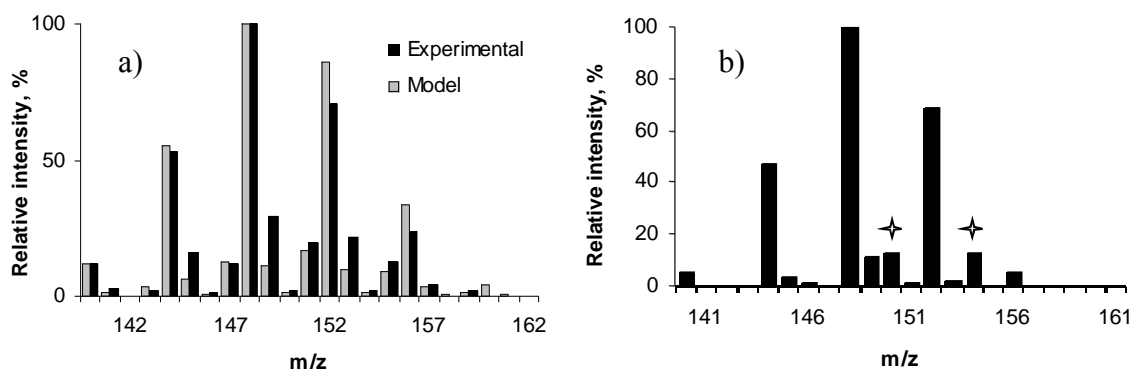 a)
Relative intensity, %
100
50
0
Experimental
Model
142 147 152 157 162
m/z
b)
Relative intensity, %
100
80
60
40
20
0
141 146 151 156 161
m/z